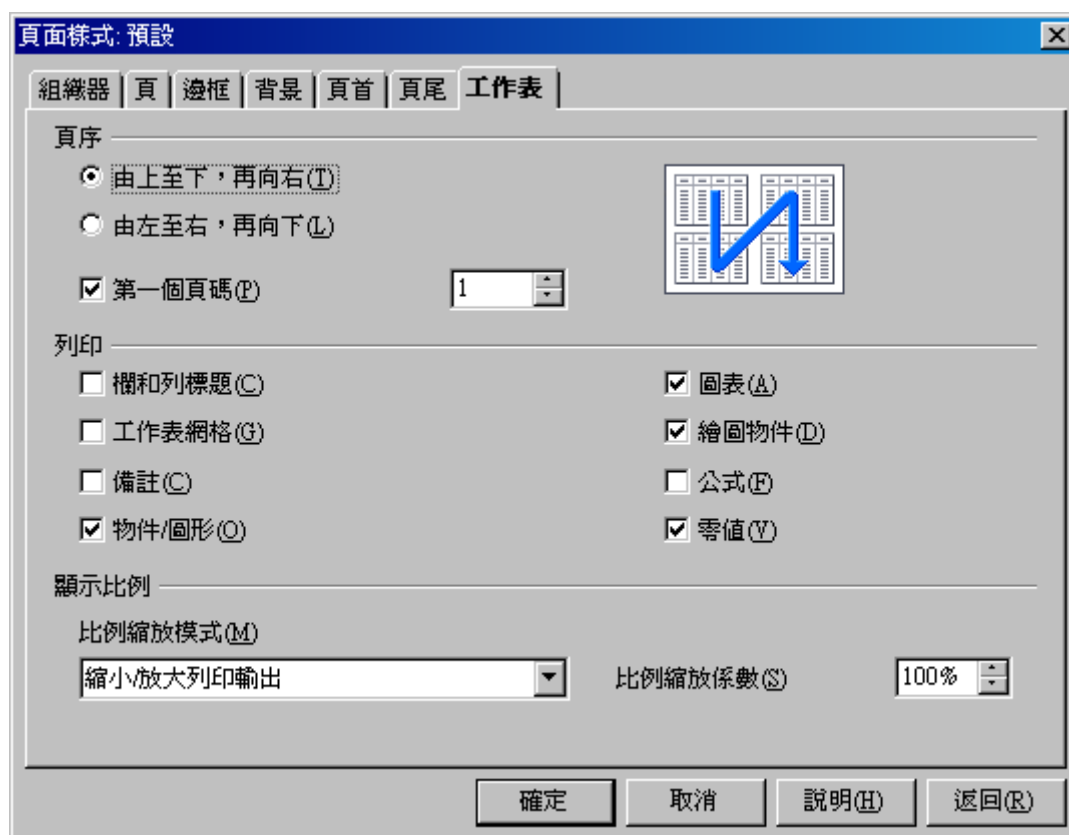 頁面樣式: 預設
組織器 頁 邊框 背景 頁首 頁尾 工作表
頁序
由上至下，再向右(T)
由左至右，再向下(L)
第一個頁碼(P) 1
列印
欄和列標題(C) 圖表(A)
工作表網格(G) 繪圖物件(D)
備註(C) 公式(F)
物件/圖形(O) 零值(V)
顯示比例
比例縮放模式(M)
縮小/放大列印輸出 比例縮放係數(S) 100%
確定 取消 說明(H) 返回(R)